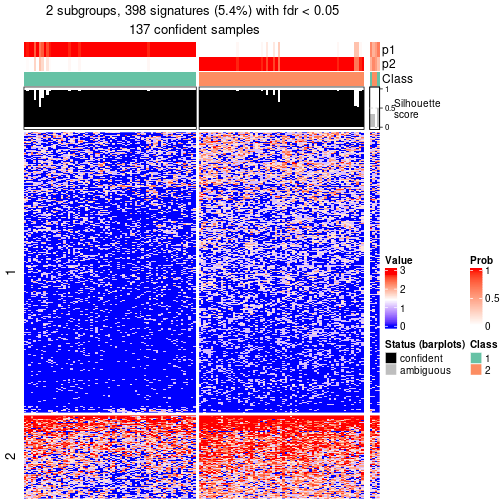 2 subgroups, 398 signatures (5.4%) with fdr < 0.05
137 confident samples
p1
p2
Class
1
0.5
0
Silhouette
score
1
2
Value
3
2
1
0
Prob
1
0.5
0
Status (barplots)
confident
ambiguous
Class
1
2